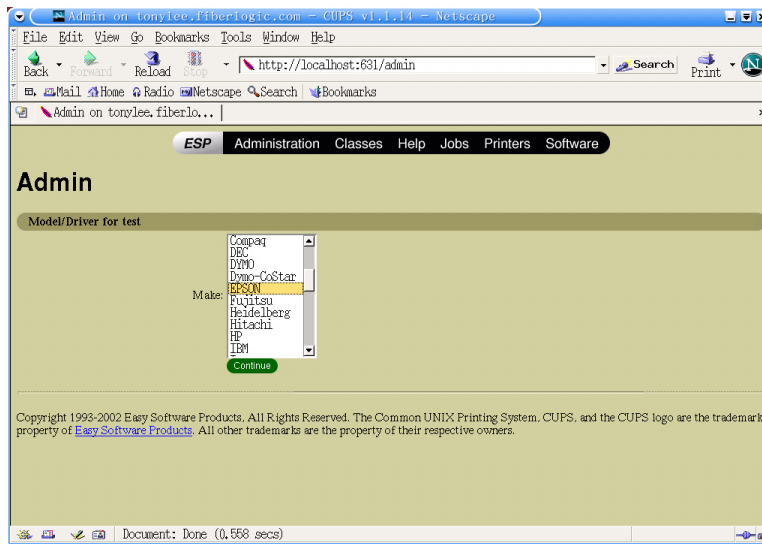 Admin on tonylee.fiberlogic.com - CUPS v1.1.14 - Netscape
File Edit View Go Bookmarks Tools Window Help
Back Forward Reload Stop http://localhost:631/admin Search Print
Mail Home Radio Netscape Search Bookmarks
Admin on tonylee.fiberlo...
ESP Administration Classes Help Jobs Printers Software
Admin
Model/Driver for test
Make:
Compaq
DEC
DYMO
Dymo-CoStar
EPSON
Fujitsu
Heidelberg
Hitachi
HP
IBM
Continue
Copyright 1993-2002 Easy Software Products, All Rights Reserved. The Common UNIX Printing System, CUPS, and the CUPS logo are the trademark
property of Easy Software Products. All other trademarks are the property of their respective owners.
Document: Done (0.558 secs)